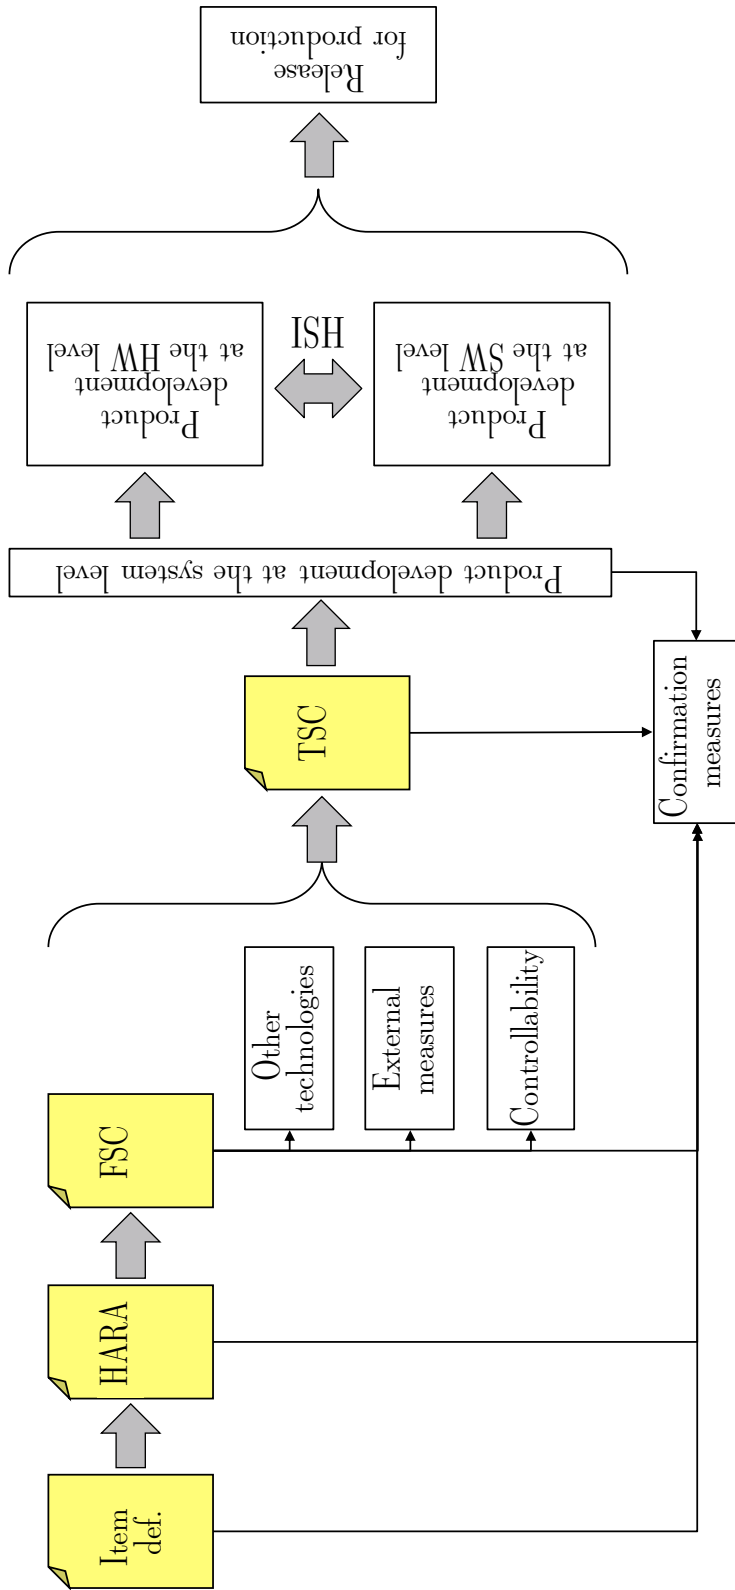 Item
def.
HARA
FSC
Other
technologies
External
measures
Controllability
TSC
Confirmation
measures
Product development at the system level
Product
development
at the HW level
HSI
Product
development
at the SW level
Release
for production